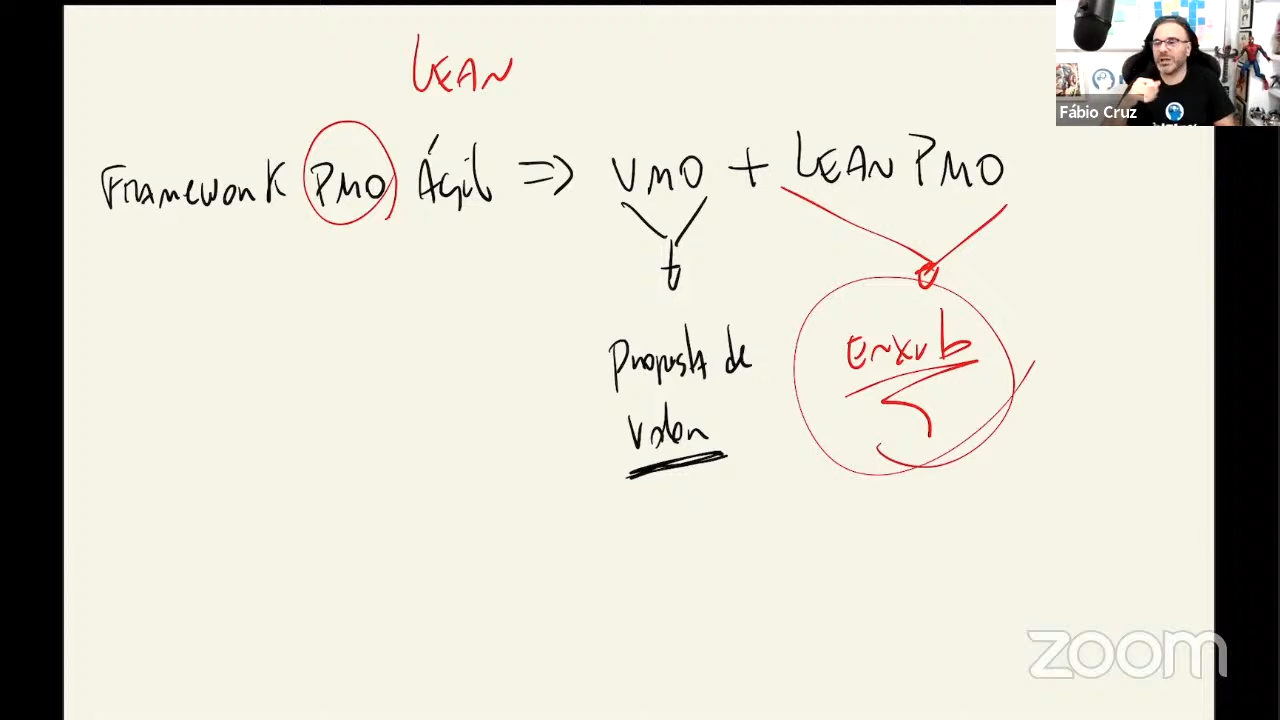 LEAN
Fábio Cruz
Framework PMO Ágil => VMO + LEAN PMO
Proposta de
valor
enxuto
zoom